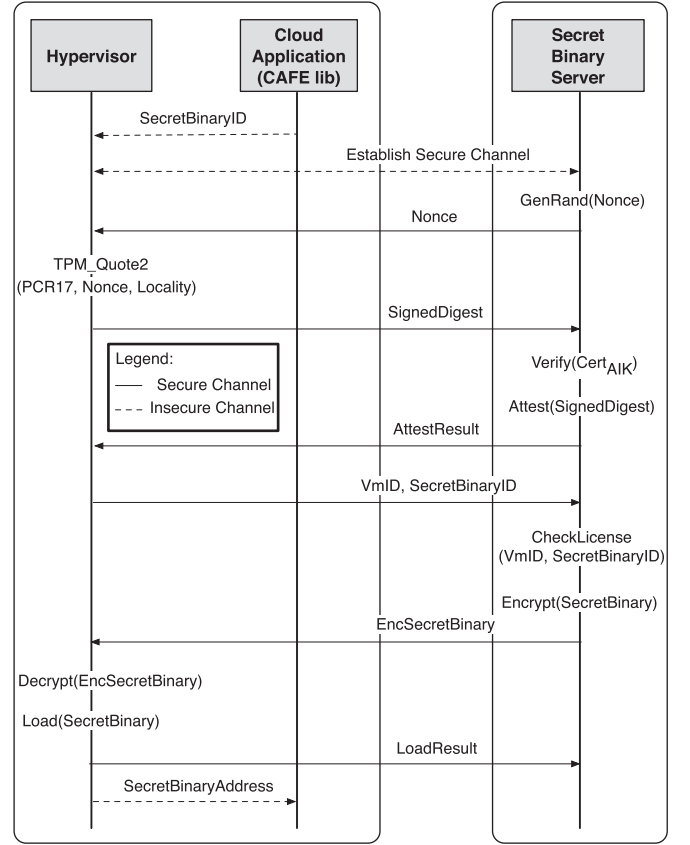 Hypervisor
Cloud
Application
(CAFE lib)
Secret
Binary
Server
SecretBinaryID
Establish Secure Channel
GenRand(Nonce)
Nonce
TPM_Quote2
(PCR17, Nonce, Locality)
SignedDigest
Legend:
Secure Channel
Insecure Channel
Verify(CertAIK)
Attest(SignedDigest)
AttestResult
VmID, SecretBinaryID
CheckLicense
(VmID, SecretBinaryID)
Encrypt(SecretBinary)
EncSecretBinary
Decrypt(EncSecretBinary)
Load(SecretBinary)
LoadResult
SecretBinaryAddress